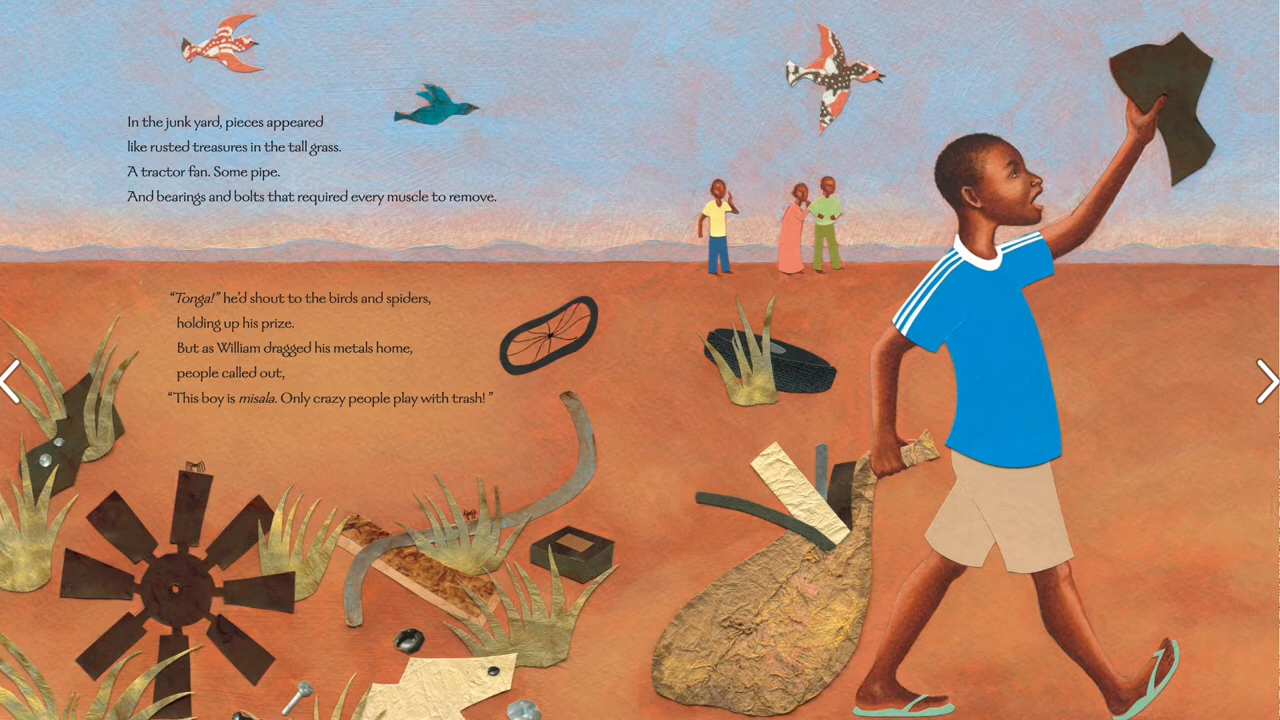 In the junk yard, pieces appeared
like rusted treasures in the tall grass.
A tractor fan. Some pipe.
And bearings and bolts that required every muscle to remove.
“Tonga!” he’d shout to the birds and spiders,
holding up his prize.
But as William dragged his metals home,
people called out,
“This boy is misala. Only crazy people play with trash! ”